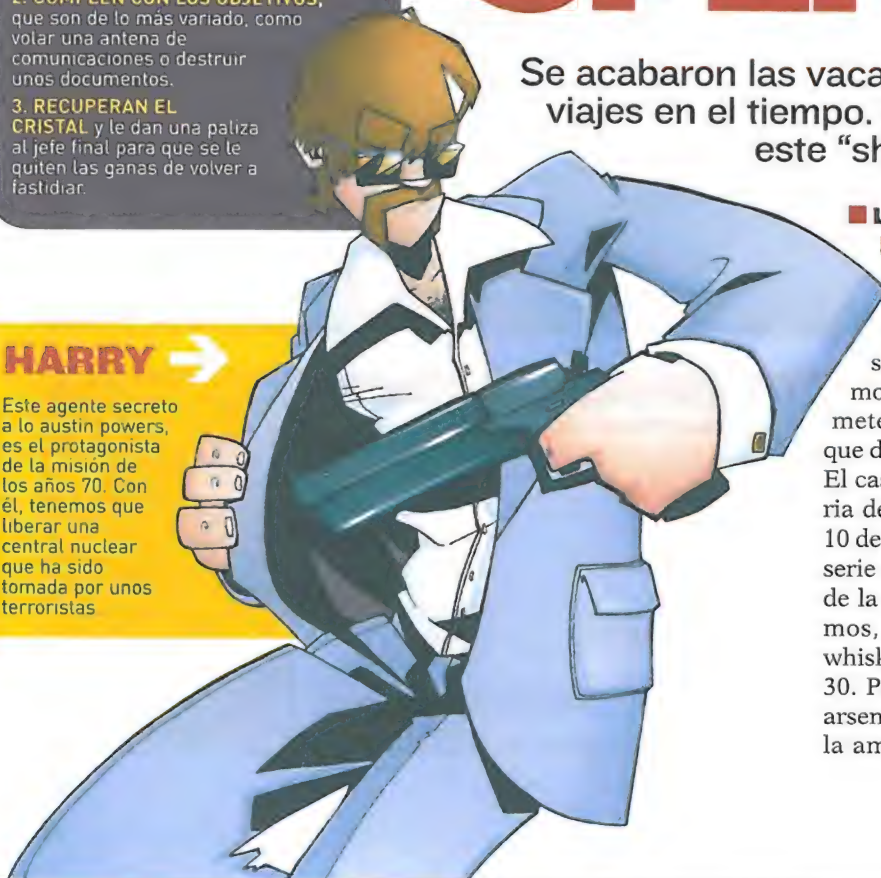 2. CUMPLEN CON LOS OBJETIVOS,
que son de lo más variado, como
volar una antena de
comunicaciones o destruir
unos documentos.
3. RECUPERAN EL
CRISTAL y le dan una paliza
al jefe final para que se le
quiten las ganas de volver a
fastidiar.
HARRY
Este agente secreto
a lo austin powers,
es el protagonista
de la misión de
los años 70. Con
él, tenemos que
liberar una
central nuclear
que ha sido
tomada por unos
terroristas
Se acabaron las vaca
viajes en el tiempo.
este "sh
L
s
mo
mete
que d
El cas
ria de
10 de
serie
de la
mos,
whisk
30. P
arsen
la am